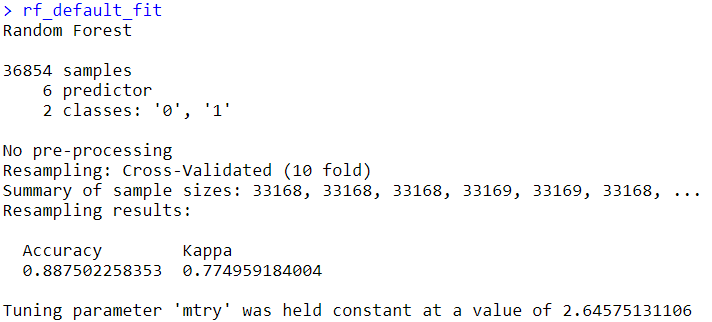 > rf_default_fit
Random Forest
36854 samples
6 predictor
2 classes: '0', '1'
No pre-processing
Resampling: Cross-Validated (10 fold)
Summary of sample sizes: 33168, 33168, 33168, 33169, 33169, 33168, ...
Resampling results:
Accuracy Kappa
0.887502258353 0.774959184004
Tuning parameter 'mtry' was held constant at a value of 2.64575131106